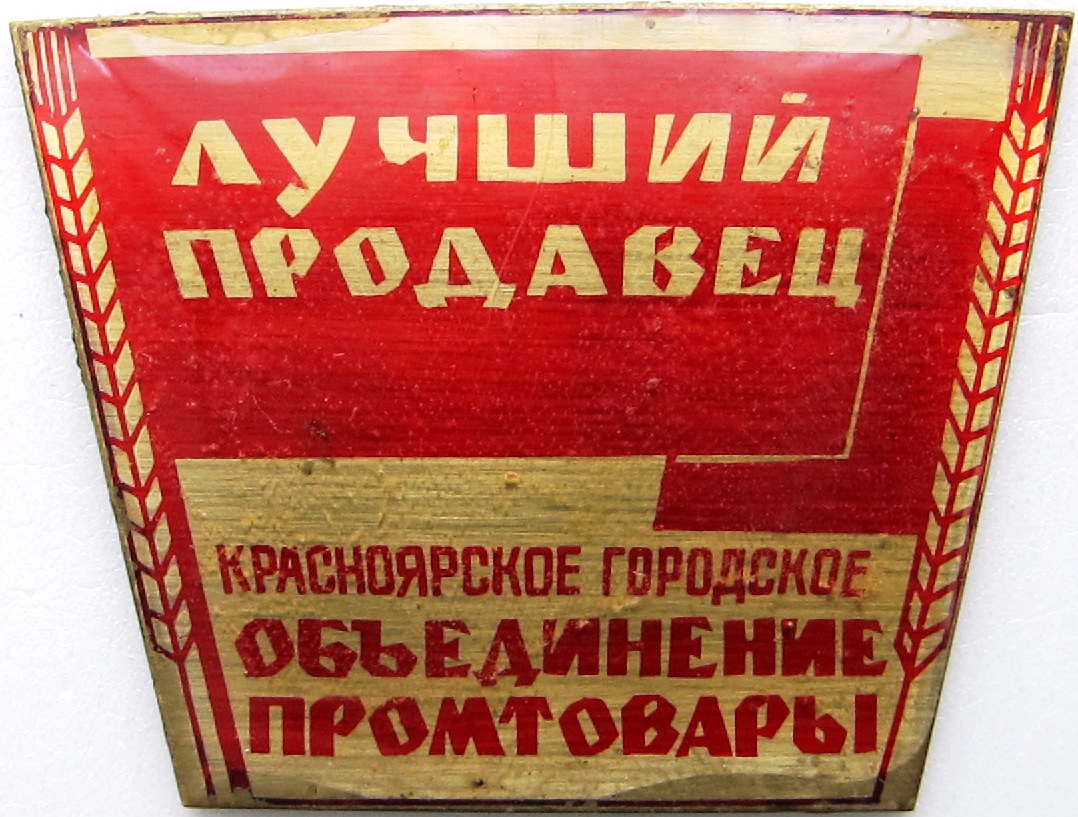 ЛУЧШИЙ
ПРОДАВЕЦ
КРАСНОЯРСКОЕ ГОРОДСКОЕ
ОБЪЕДИНЕНИЕ
ПРОМТОВАРЫ